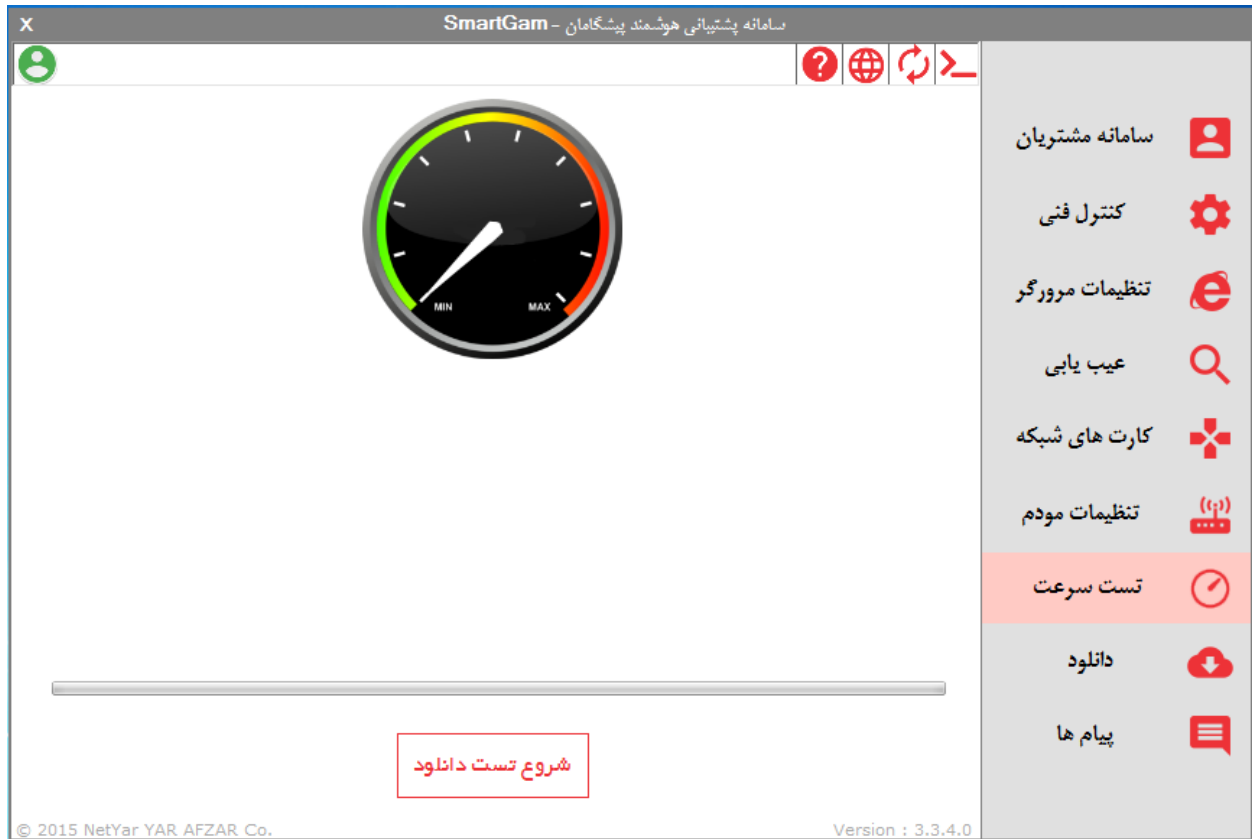 X
سامانه پشتیبانی هوشمند پیشگامان - SmartGam
سامانه مشتریان
کنترل فنی
تنظیمات مرورگر
عیب یابی
کارت های شبکه
تنظیمات مودم
تست سرعت
دانلود
پیام ها
MIN
MAX
شروع تست دانلود
© 2015 NetYar YAR AFZAR Co.
Version : 3.3.4.0